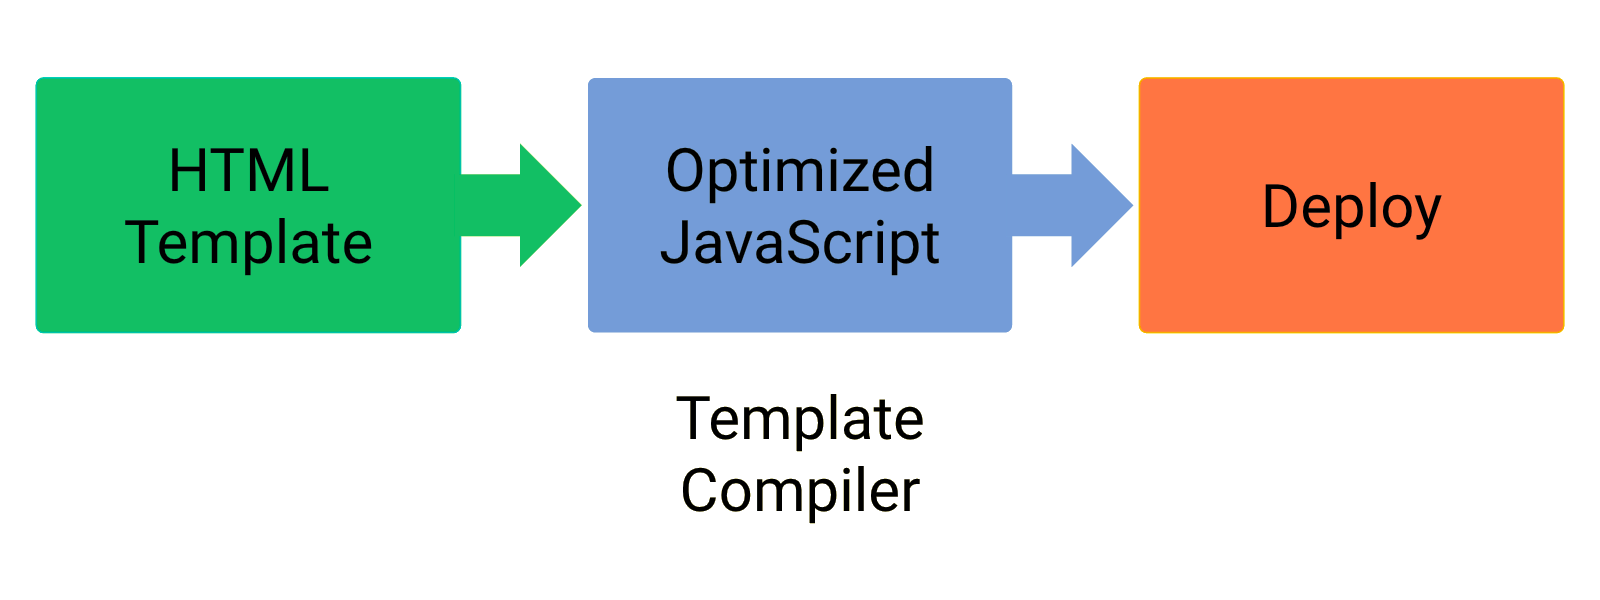 HTML
Template
Optimized
JavaScript
Deploy
Template
Compiler